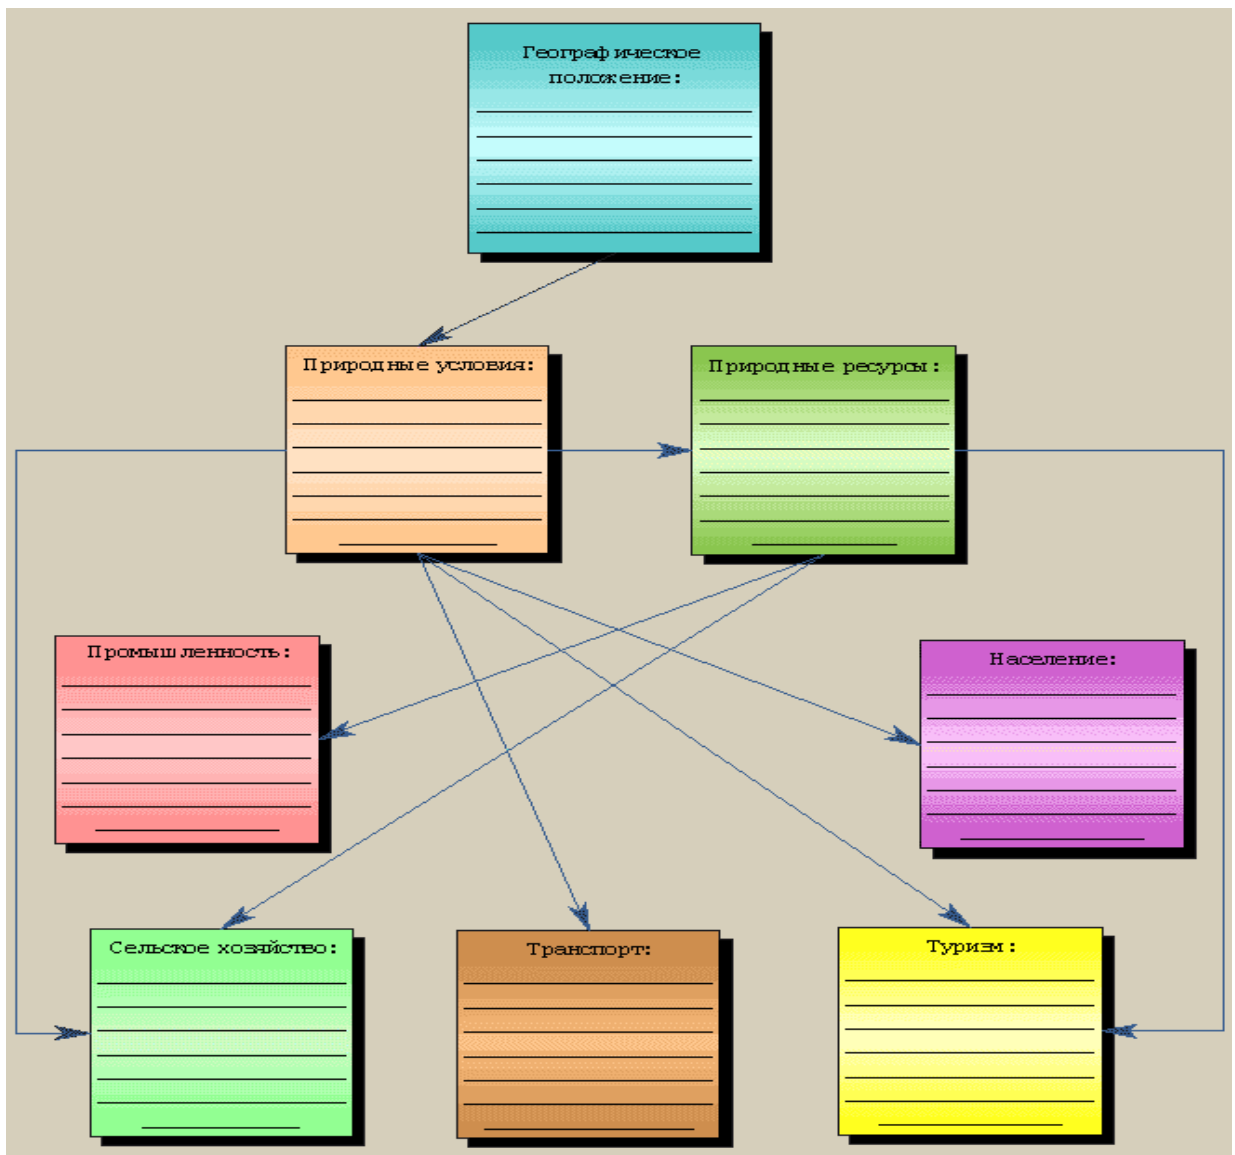 Географическое
положение:
Природные условия:
Природные ресурсы:
Промышленность:
Население:
Сельское хозяйство:
Транспорт:
Туризм: